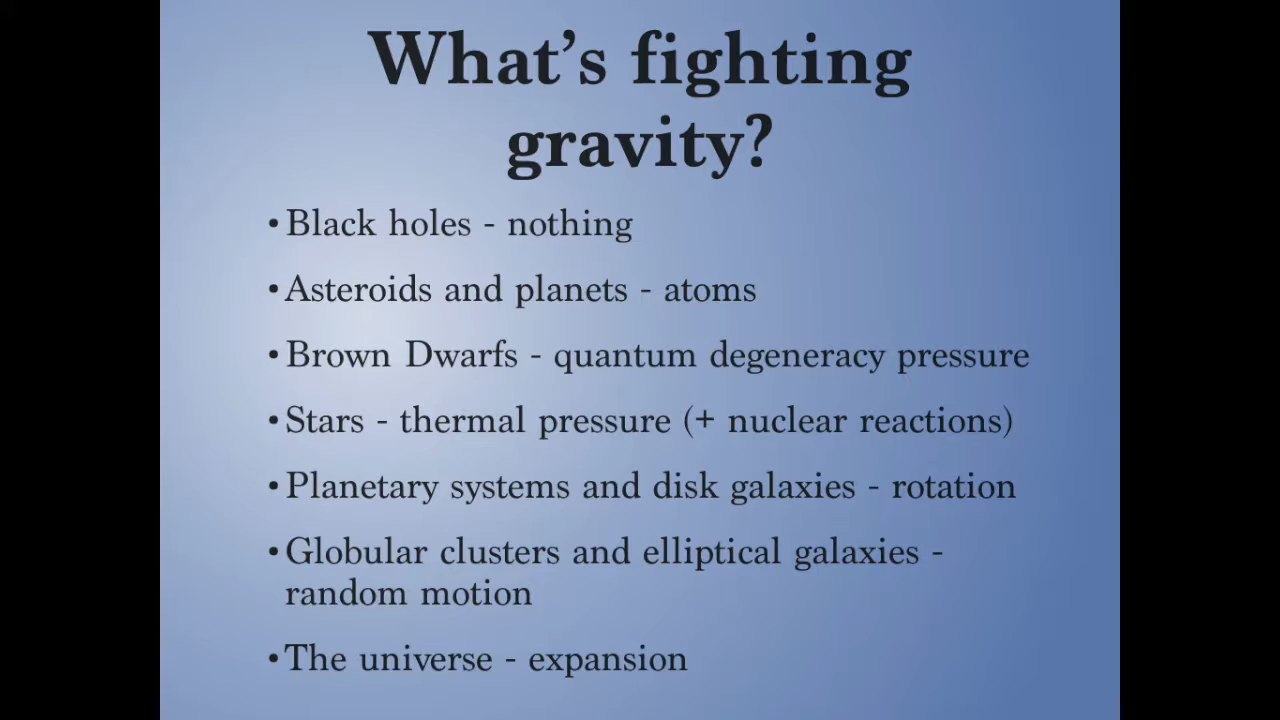 What’s fighting
gravity?
•Black holes - nothing
•Asteroids and planets - atoms
•Brown Dwarfs - quantum degeneracy pressure
•Stars - thermal pressure (+ nuclear reactions)
•Planetary systems and disk galaxies - rotation
•Globular clusters and elliptical galaxies -
random motion
•The universe - expansion